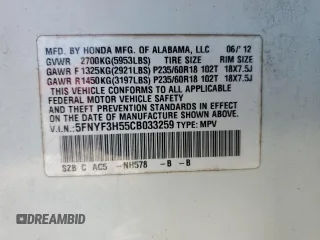 MFD. BY HONDA MFG. OF ALABAMA, LLC 06/'12
GVWR 2700KG(5953LBS) TIRE SIZE RIM SIZE
GAWR F1325KG(2921LBS) P235/60R18 102T 18X7.5J
GAWR R1450KG(3197LBS) P235/60R18 102T 18X7.5J
THIS VEHICLE CONFORMS TO ALL APPLICABLE
FEDERAL MOTOR VEHICLE SAFETY AND
THEFT PREVENTION STANDARDS IN EFFECT ON THE
DATE OF MANUFACTURE SHOWN ABOVE.
V.I.N.: 5FNYF3H55CB033259 TYPE: MPV
SZB C AC5 -NH578 -B -B
DREAMBID